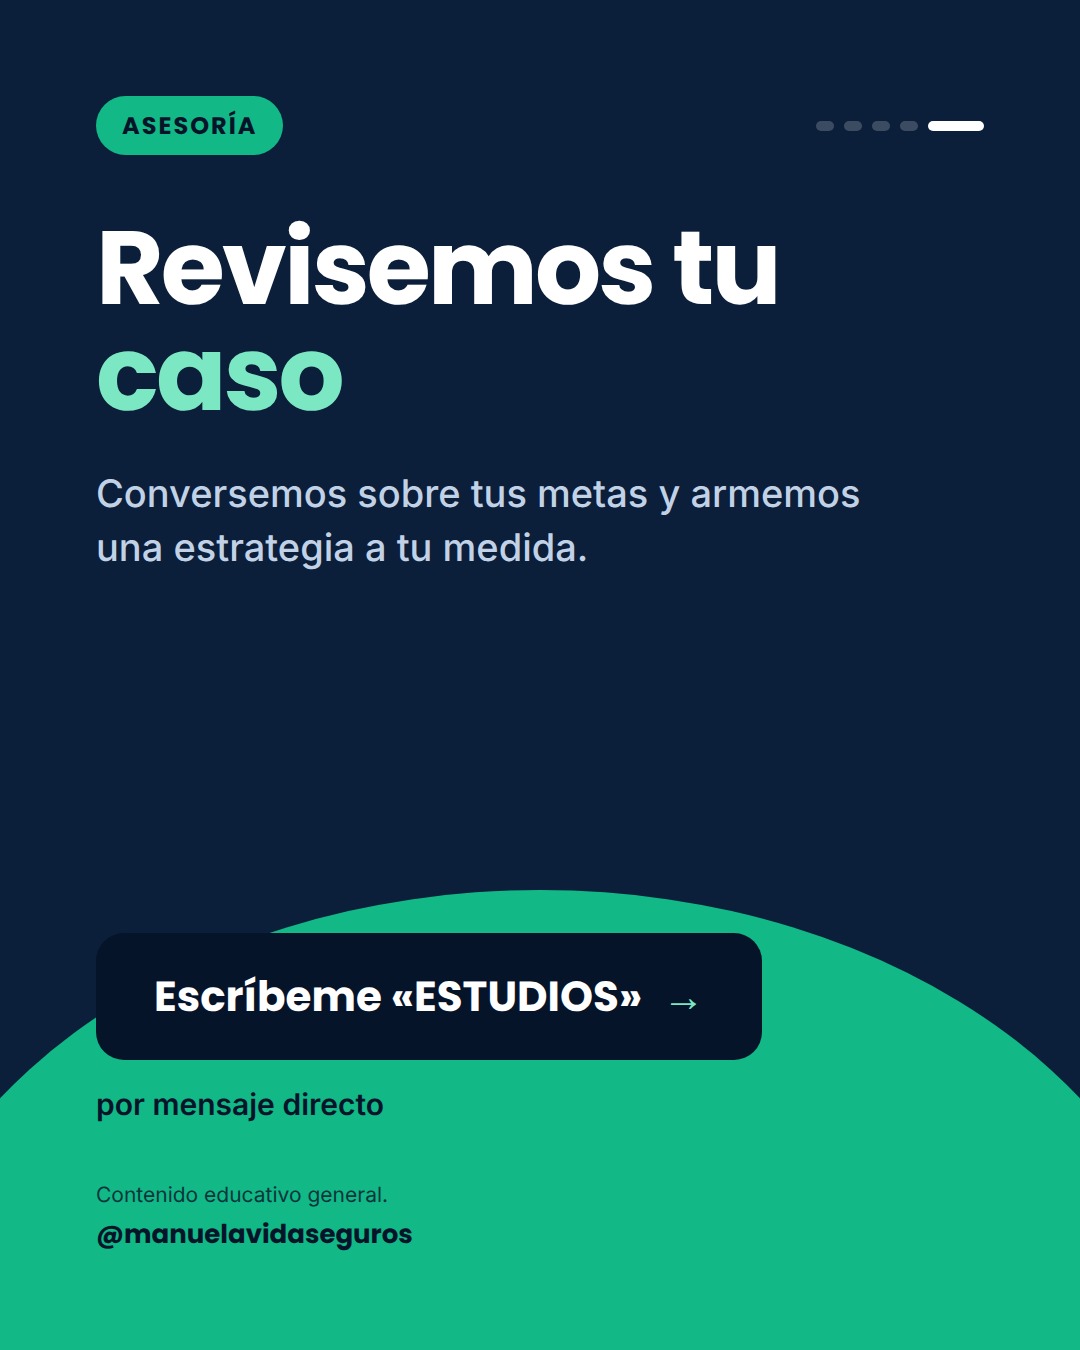 ASESORÍA
Revisemos tu
caso
Conversemos sobre tus metas y armemos
una estrategia a tu medida.
Escríbeme «ESTUDIOS» →
por mensaje directo
Contenido educativo general.
@manuelavidaseguros